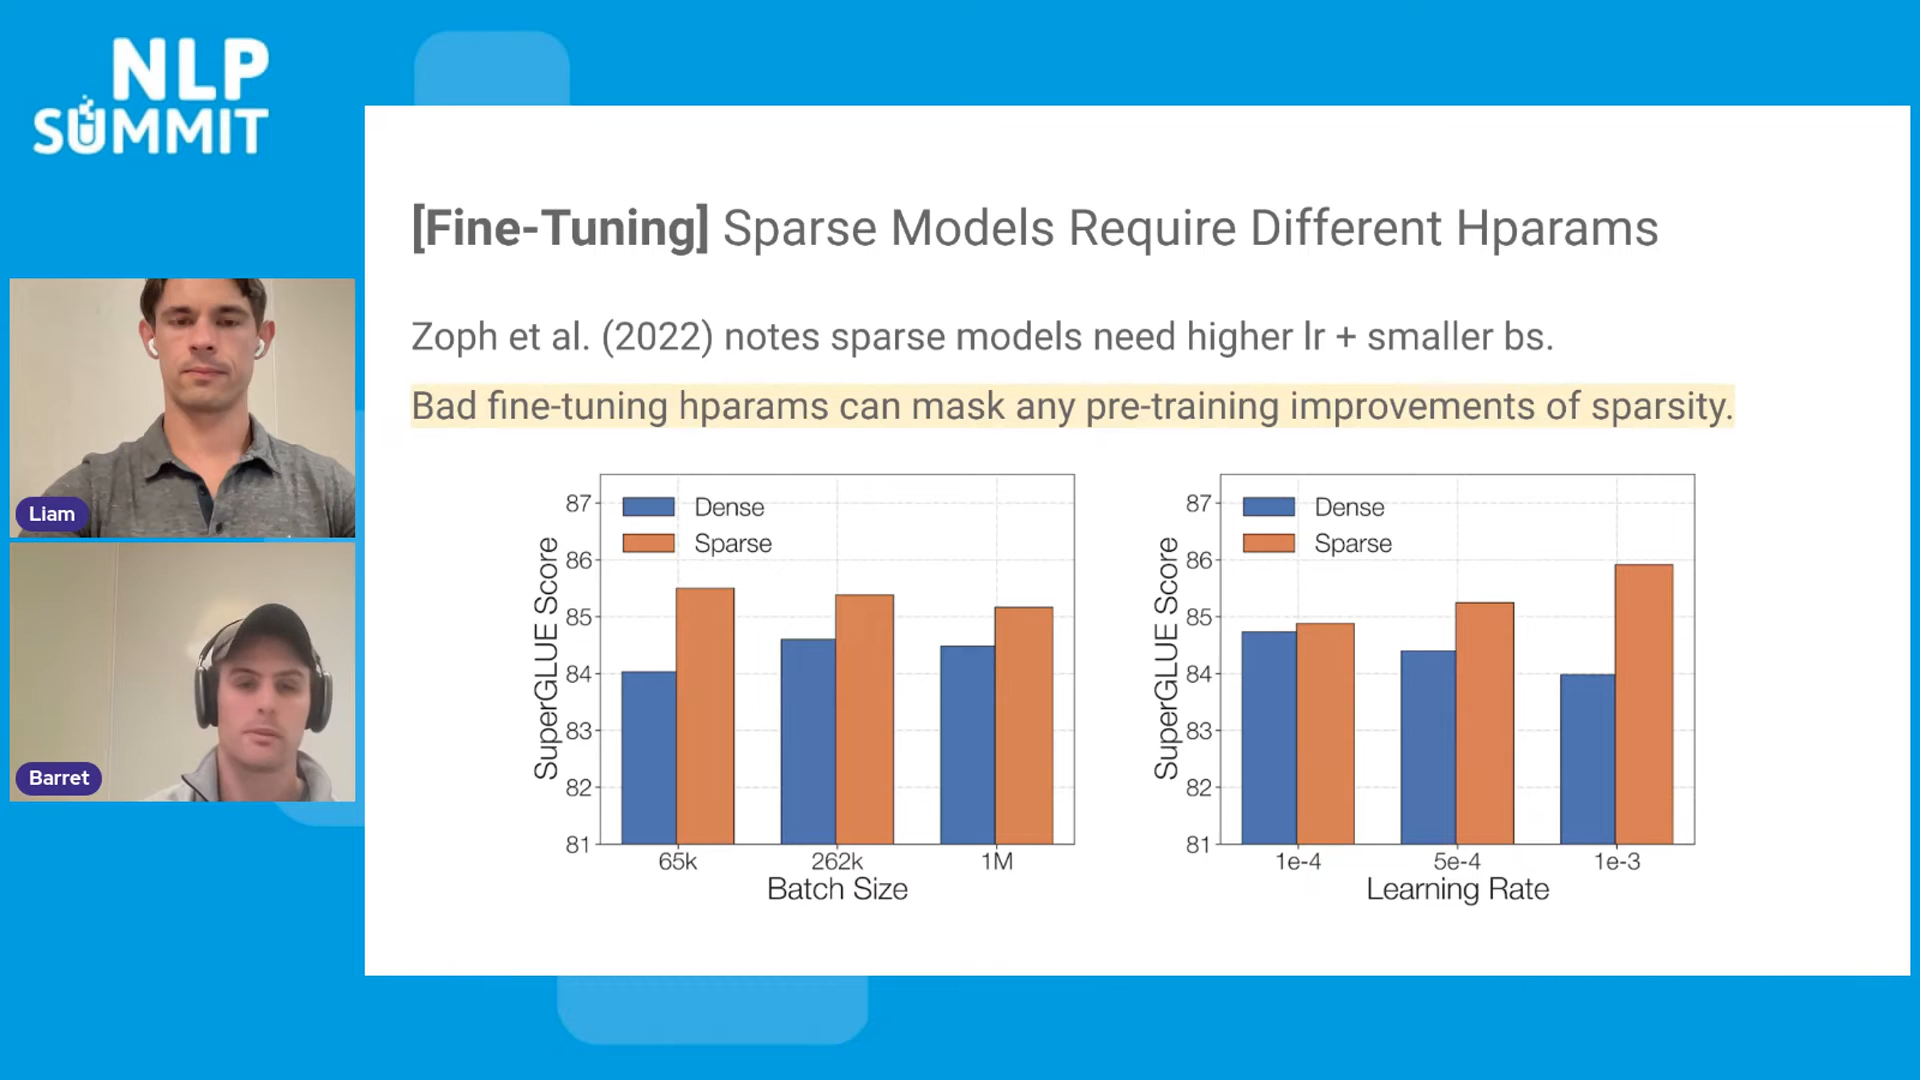 NLP
SUMMIT
[Fine-Tuning] Sparse Models Require Different Hparams
Zoph et al. (2022) notes sparse models need higher lr + smaller bs.
Bad fine-tuning hparams can mask any pre-training improvements of sparsity.
Liam
Barret
SuperGLUE Score
87
86
85
84
83
82
81
Dense
Sparse
65k
262k
1M
Batch Size
SuperGLUE Score
87
86
85
84
83
82
81
Dense
Sparse
1e-4
5e-4
1e-3
Learning Rate